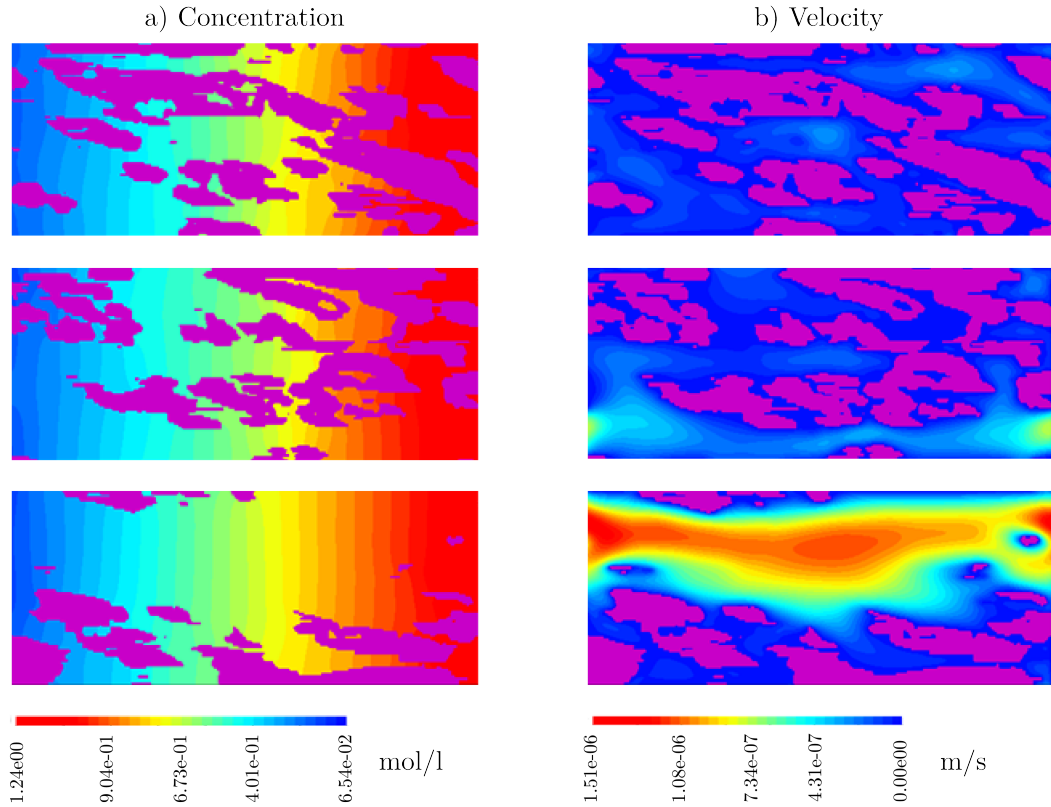 a) Concentration
b) Velocity
1.24e00
9.04e-01
6.73e-01
4.01e-01
6.54e-02
mol/l
1.51e-06
1.08e-06
7.34e-07
4.31e-07
0.00e00
m/s